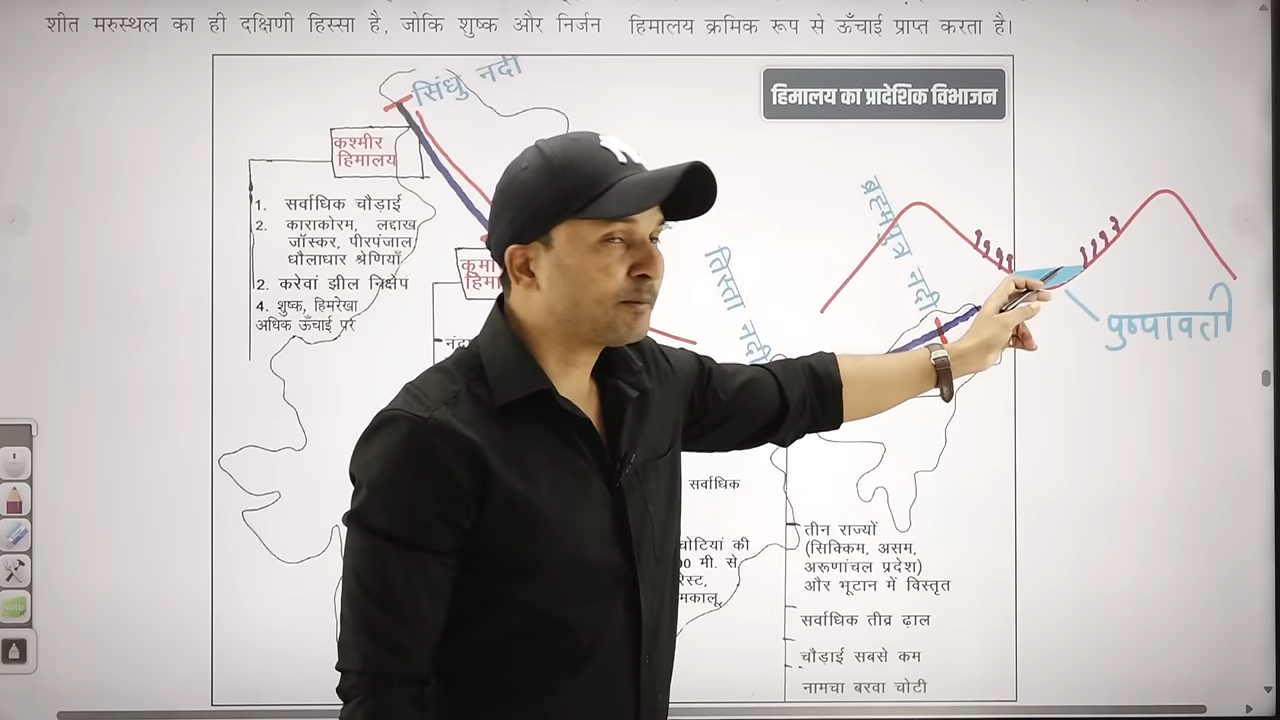 शीत मरुस्थल का ही दक्षिणी हिस्सा है, जोकि शुष्क और निर्जन हिमालय क्रमिक रूप से ऊँचाई प्राप्त करता है।
हिमालय का प्रादेशिक विभाजन
सिंधु नदी
कश्मीर
हिमालय
1. सर्वाधिक चौड़ाई
2. काराकोरम, लद्दाख
जॉस्कर, पीरपंजाल
धौलाधार श्रेणियाँ
2. करेवां झील निक्षेप
4. शुष्क, हिमरेखा
अधिक ऊँचाई पर
तिस्ता नदी
ब्रहमपुत्र नदी
पुष्पावती
सर्वाधिक
चोटियां की
मी. से
तीन राज्यों
(सिक्किम, असम,
अरूणांचल प्रदेश)
और भूटान में विस्तृत
सर्वाधिक तीव्र ढ़ाल
चौड़ाई सबसे कम
नामचा बरवा चोटी
Note